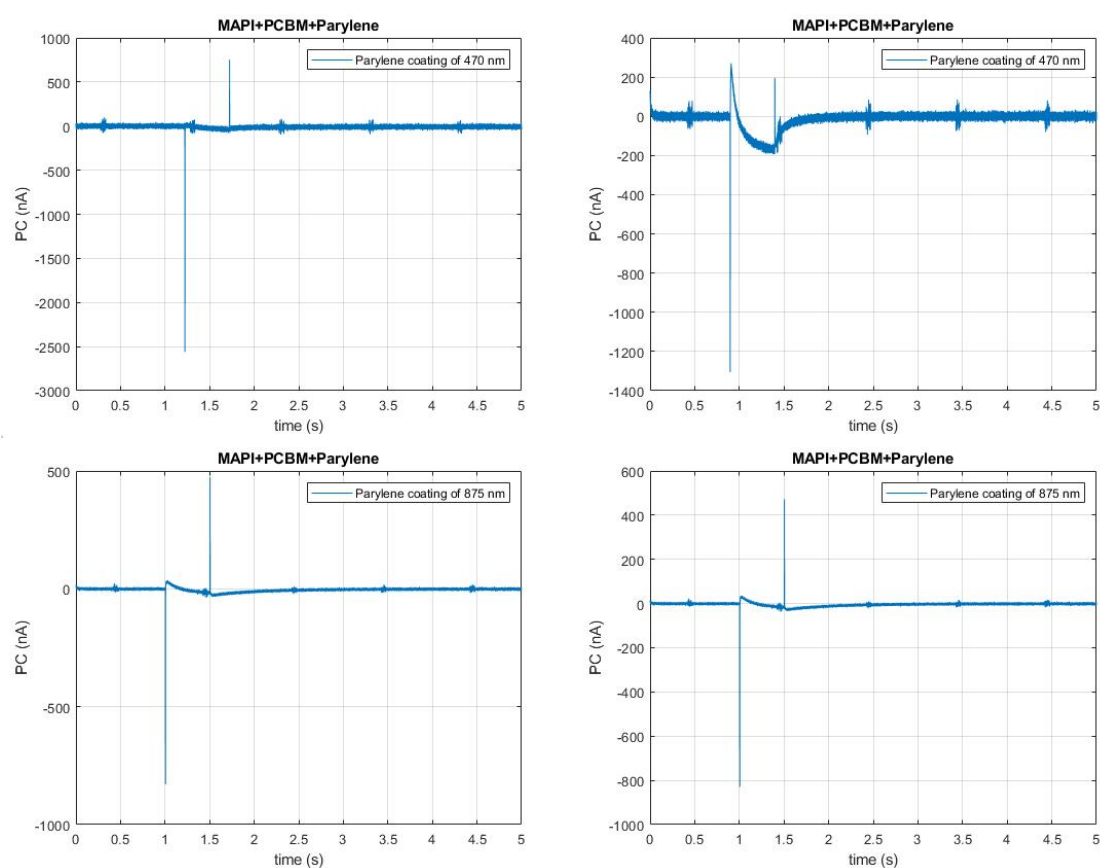 MAPI+PCBM+Parylene
Parylene coating of 470 nm
1000
500
0
-500
-1000
-1500
-2000
-2500
-3000
PC (nA)
0 0.5 1 1.5 2 2.5 3 3.5 4 4.5 5
time (s)
MAPI+PCBM+Parylene
Parylene coating of 470 nm
400
200
0
-200
-400
-600
-800
-1000
-1200
-1400
PC (nA)
0 0.5 1 1.5 2 2.5 3 3.5 4 4.5 5
time (s)
MAPI+PCBM+Parylene
Parylene coating of 875 nm
500
0
-500
-1000
PC (nA)
0 0.5 1 1.5 2 2.5 3 3.5 4 4.5 5
time (s)
MAPI+PCBM+Parylene
Parylene coating of 875 nm
600
400
200
0
-200
-400
-600
-800
-1000
PC (nA)
0 0.5 1 1.5 2 2.5 3 3.5 4 4.5 5
time (s)